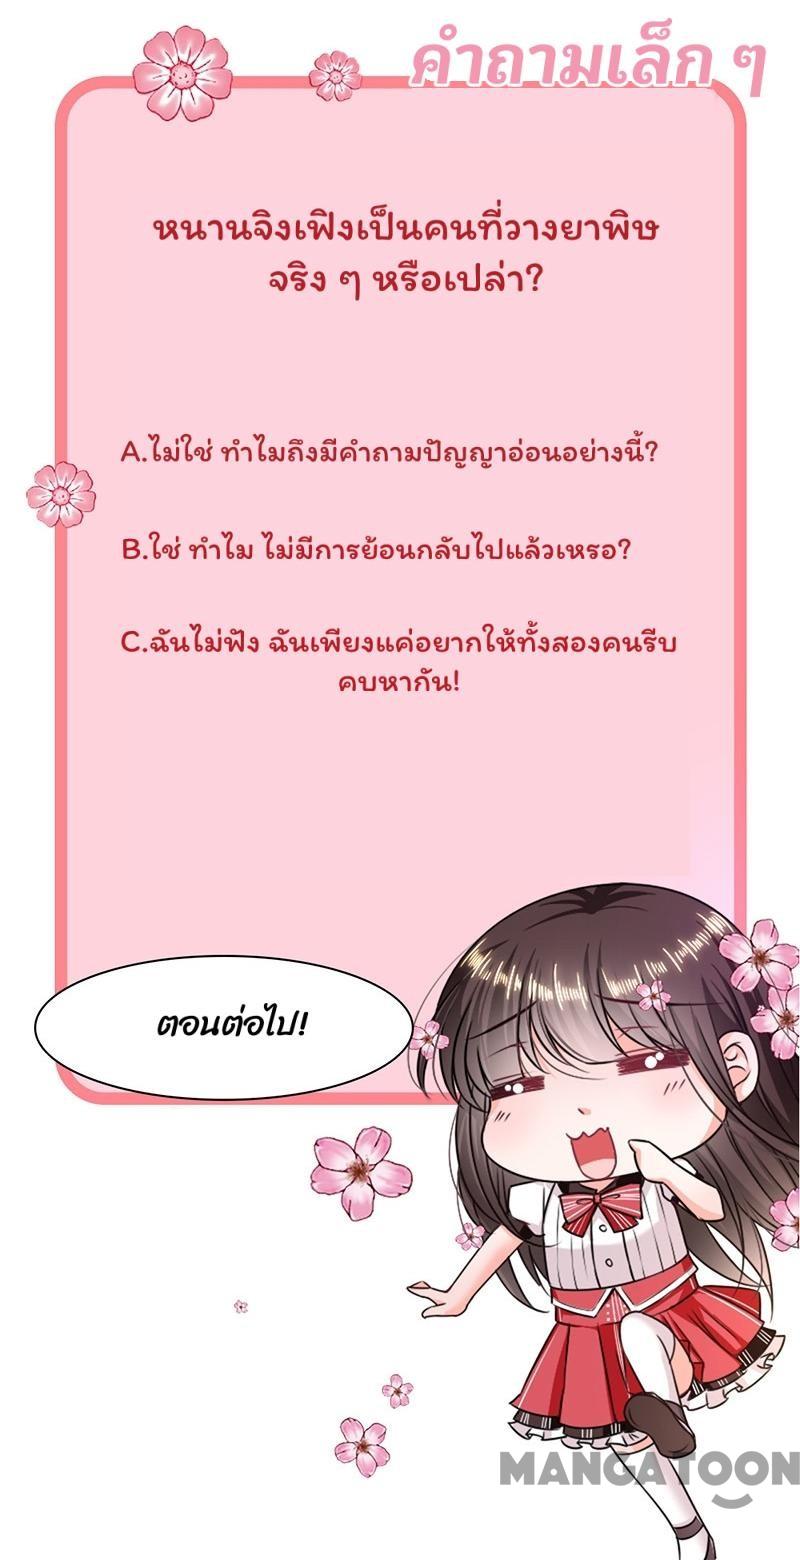 คำถามเล็ก ๆ
หนานจิงเฟิงเป็นคนที่วางยาพิษ
จริง ๆ หรือเปล่า?
A.ไม่ใช่ ทำไมถึงมีคำถามปัญญาอ่อนอย่างนี้?
B.ใช่ ทำไม ไม่มีการย้อนกลับไปแล้วเหรอ?
C.ฉันไม่ฟัง ฉันเพียงแค่อยากให้ทั้งสองคนรีบ
คบหากัน!
ตอนต่อไป!
MANGATOON